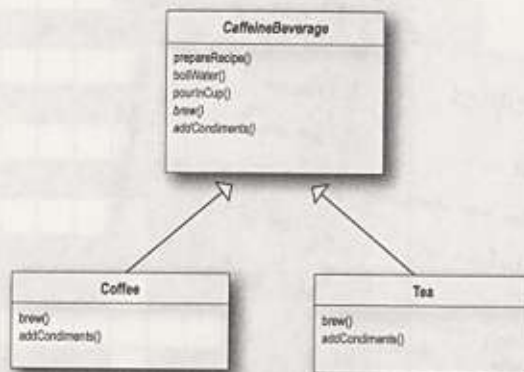 CaffeineBeverage
prepareRecipe()
boilWater()
pourInCup()
brew()
addCondiments()
Coffee
brew()
addCondiments()
Tea
brew()
addCondiments()